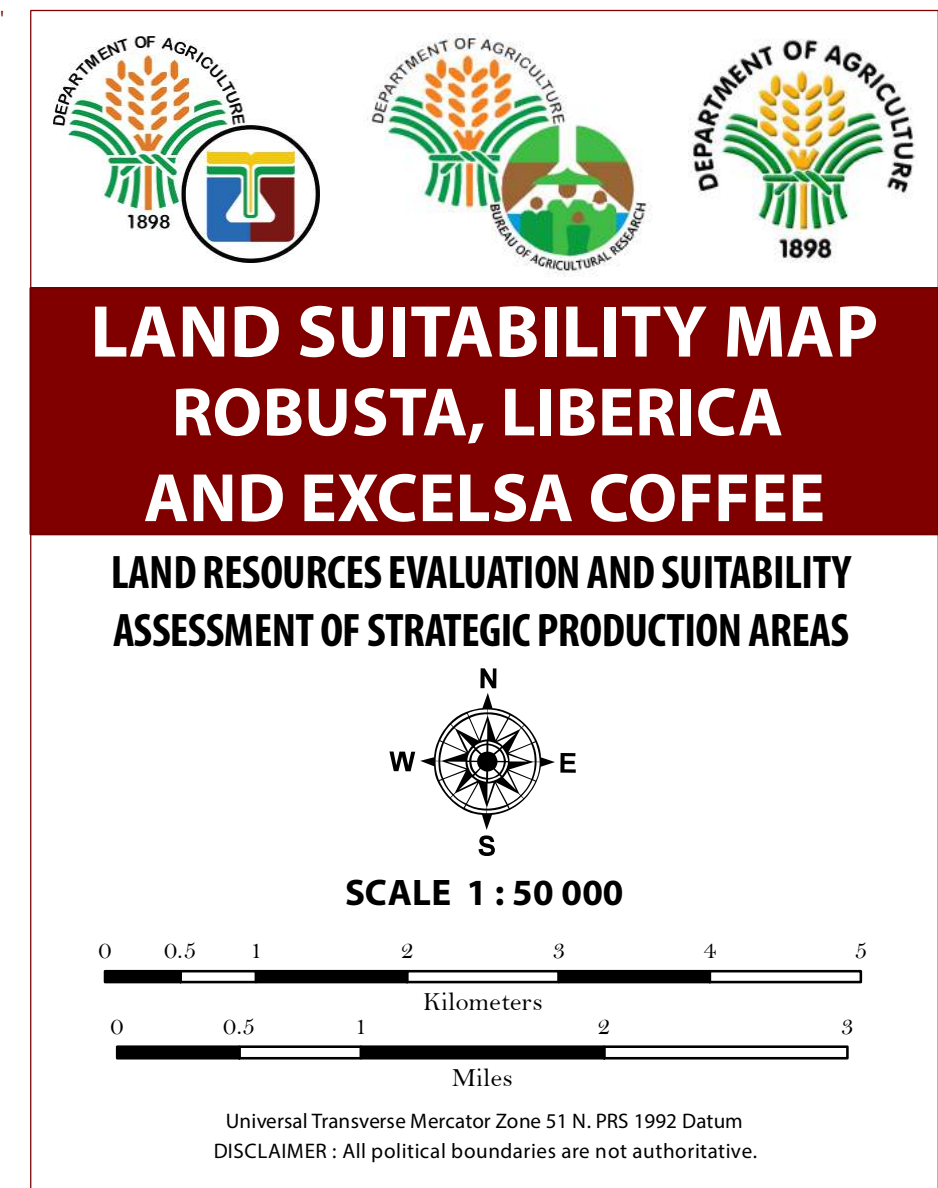 DEPARTMENT OF AGRICULTURE
1898
DEPARTMENT OF AGRICULTURE
BUREAU OF AGRICULTURAL RESEARCH
DEPARTMENT OF AGRICULTURE
1898
LAND SUITABILITY MAP
ROBUSTA, LIBERICA
AND EXCELSA COFFEE
LAND RESOURCES EVALUATION AND SUITABILITY
ASSESSMENT OF STRATEGIC PRODUCTION AREAS
N
W E
S
SCALE 1 : 50 000
0 0.5 1 2 3 4 5
Kilometers
0 0.5 1 2 3
Miles
Universal Transverse Mercator Zone 51 N. PRS 1992 Datum
DISCLAIMER : All political boundaries are not authoritative.